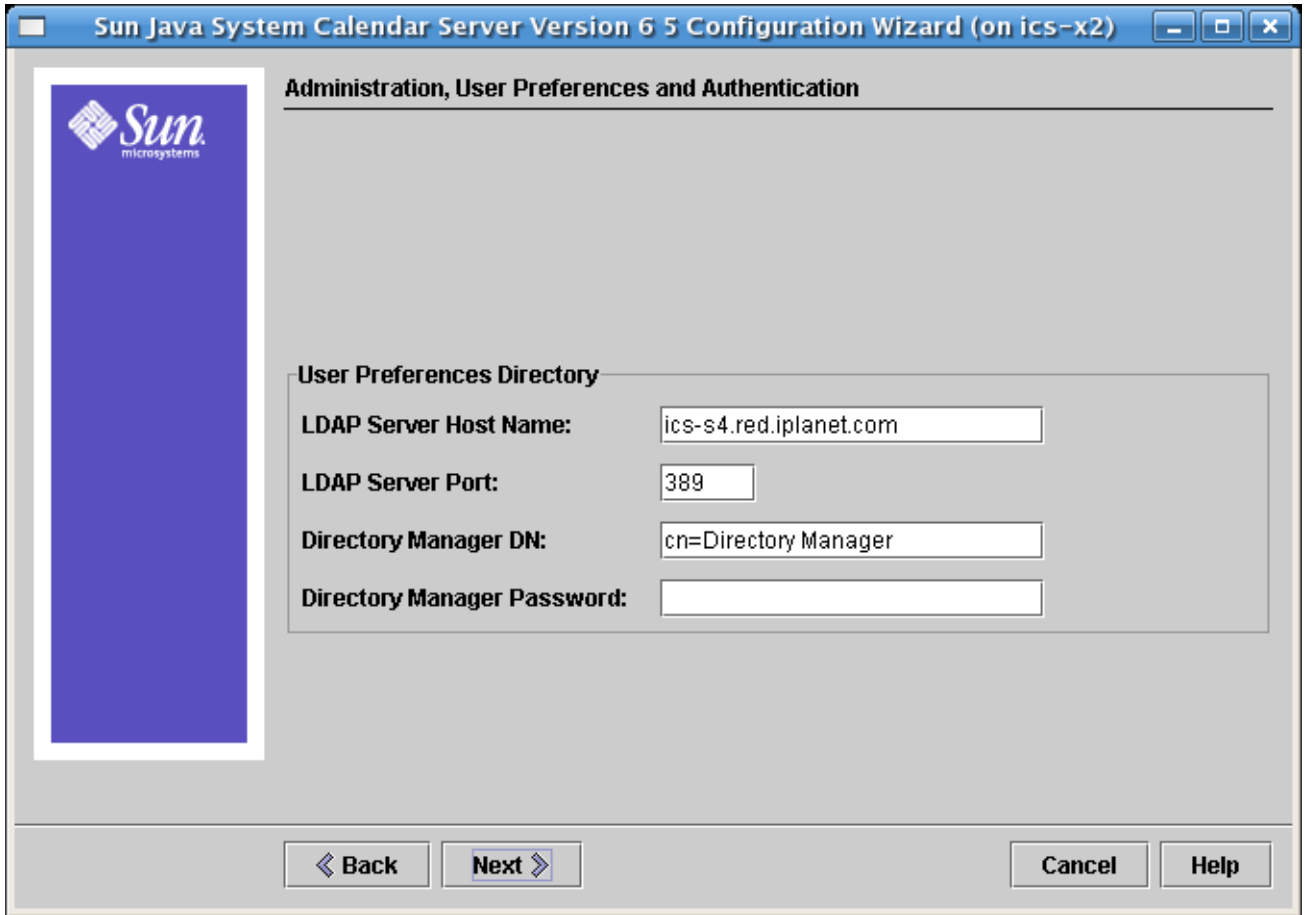 Sun Java System Calendar Server Version 6 5 Configuration Wizard (on ics-x2)
Sun
microsystems
Administration, User Preferences and Authentication
User Preferences Directory
LDAP Server Host Name: ics-s4.red.iplanet.com
LDAP Server Port: 389
Directory Manager DN: cn=Directory Manager
Directory Manager Password:
Back Next Cancel Help